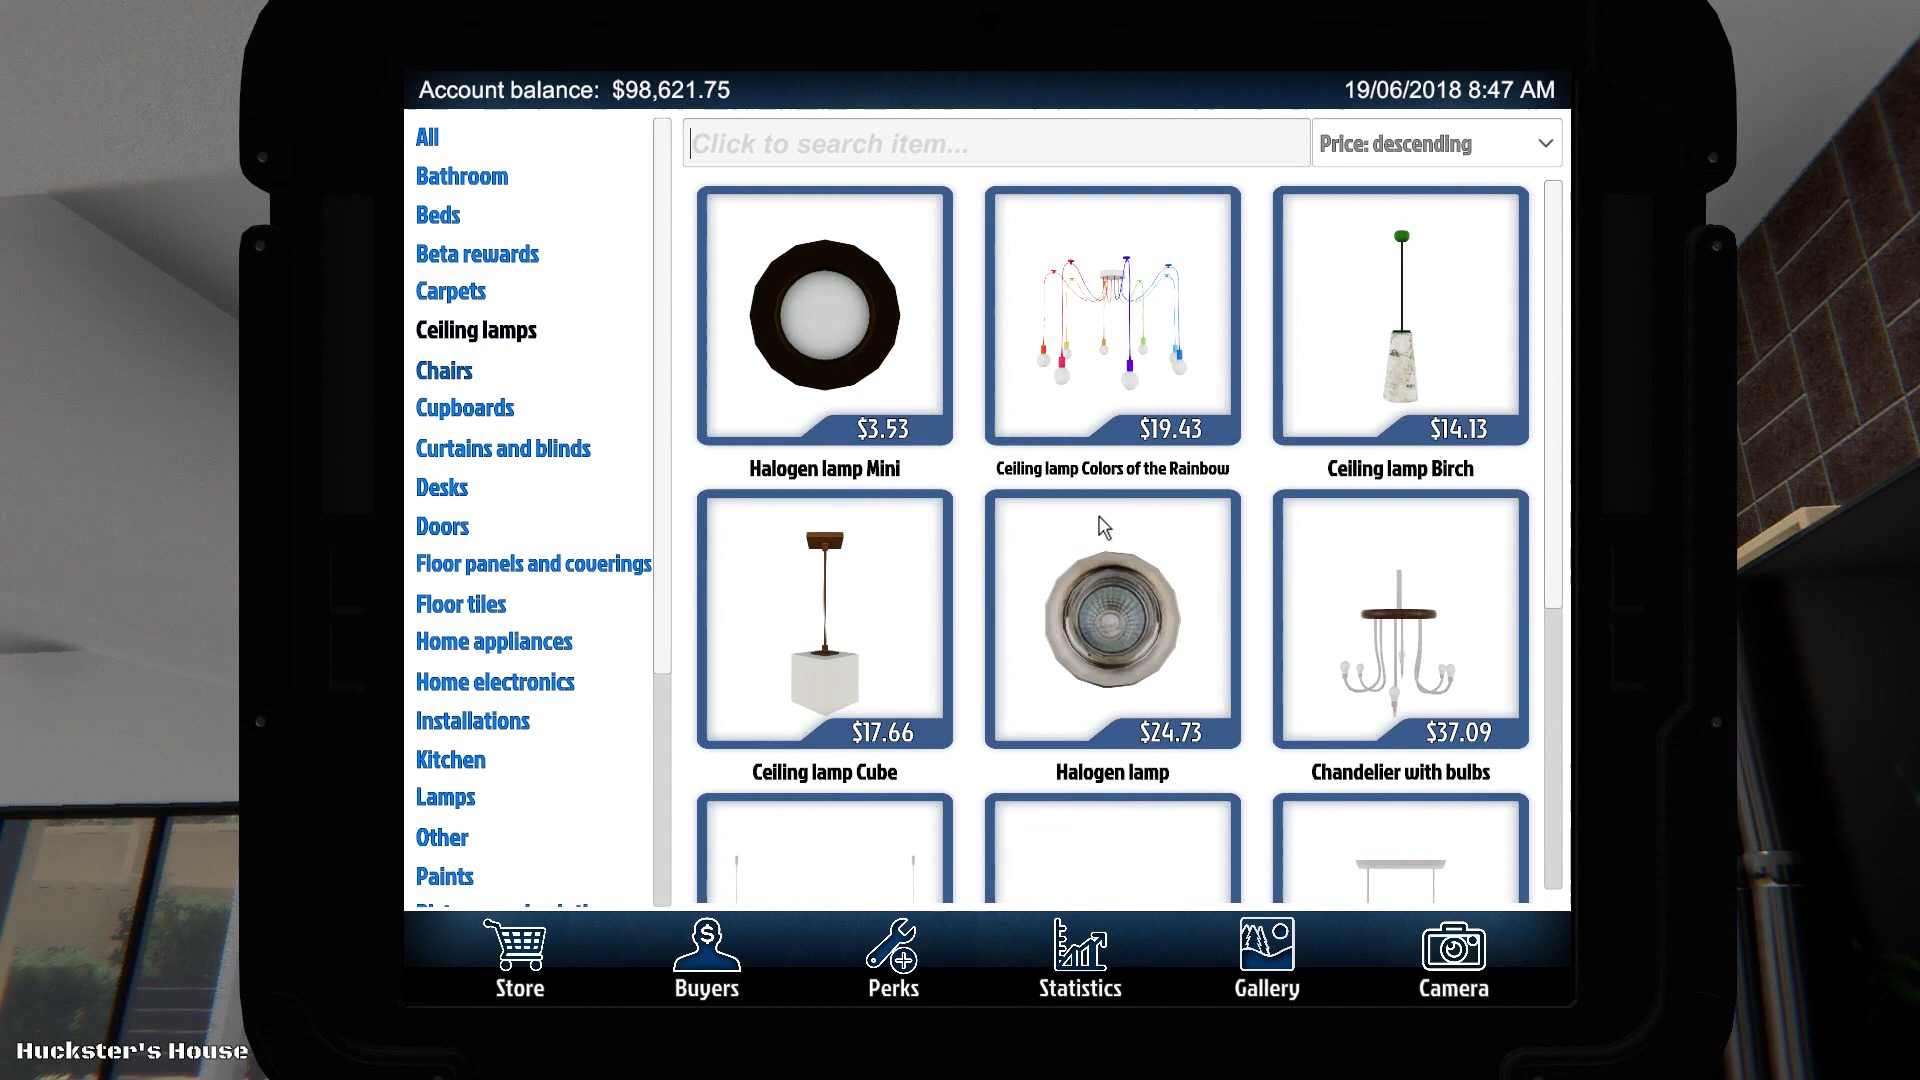 Account balance:  $98,621.75
19/06/2018 8:47 AM
All
Bathroom
Beds
Beta rewards
Carpets
Ceiling lamps
Chairs
Cupboards
Curtains and blinds
Desks
Doors
Floor panels and coverings
Floor tiles
Home appliances
Home electronics
Installations
Kitchen
Lamps
Other
Paints
Click to search item...
Price: descending
$3.53
$19.43
$14.13
Halogen lamp Mini
Ceiling lamp Colors of the Rainbow
Ceiling lamp Birch
$17.66
$24.73
$37.09
Ceiling lamp Cube
Halogen lamp
Chandelier with bulbs
Store
Buyers
Perks
Statistics
Gallery
Camera
Huckster's House